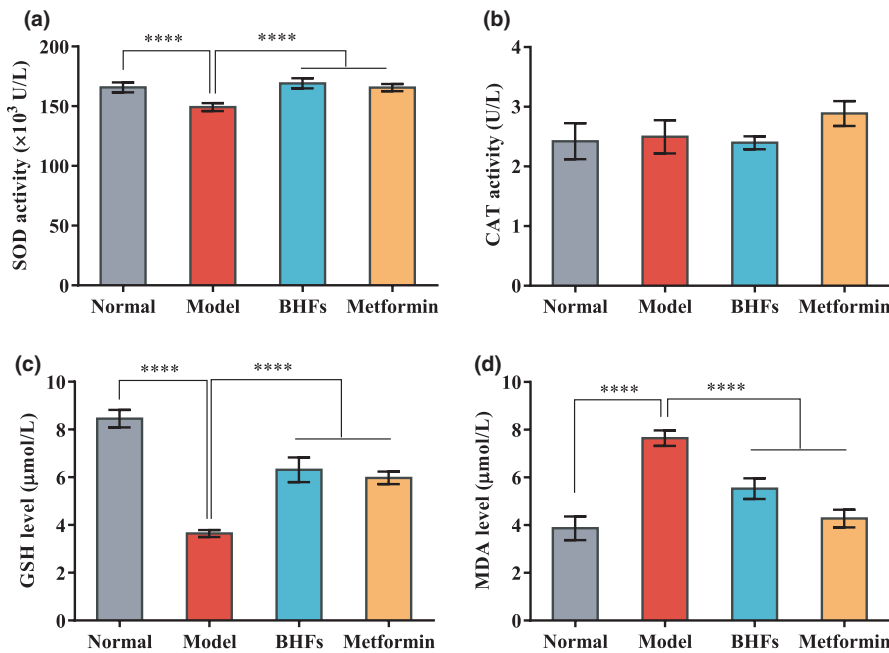 (a)
**** ****
200
150
100
50
0
SOD activity (×10³ U/L)
Normal Model BHFs Metformin
(b)
4
3
2
1
0
CAT activity (U/L)
Normal Model BHFs Metformin
(c)
**** ****
10
8
6
4
2
0
GSH level (μmol/L)
Normal Model BHFs Metformin
(d)
**** ****
10
8
6
4
2
0
MDA level (μmol/L)
Normal Model BHFs Metformin